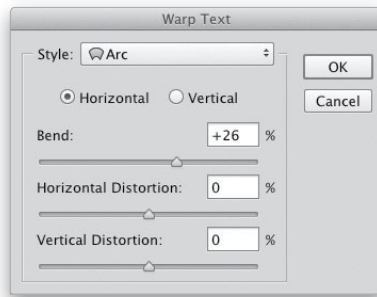 Warp Text
Style: Arc
OK
Horizontal Vertical
Cancel
Bend: +26 %
Horizontal Distortion: 0 %
Vertical Distortion: 0 %